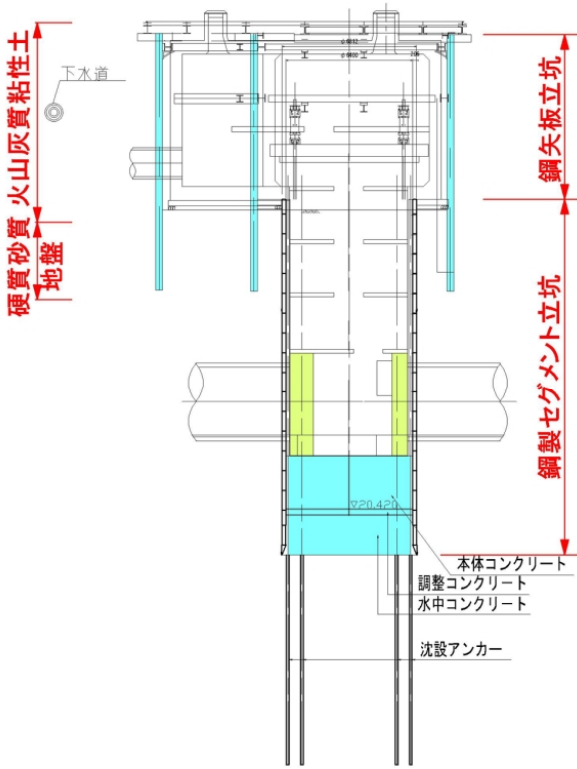 火山灰質粘性土
硬質砂質
地盤
下水道
鋼矢板立坑
鋼製セグメント立坑
▽20.420
本体コンクリート
調整コンクリート
水中コンクリート
沈設アンカー